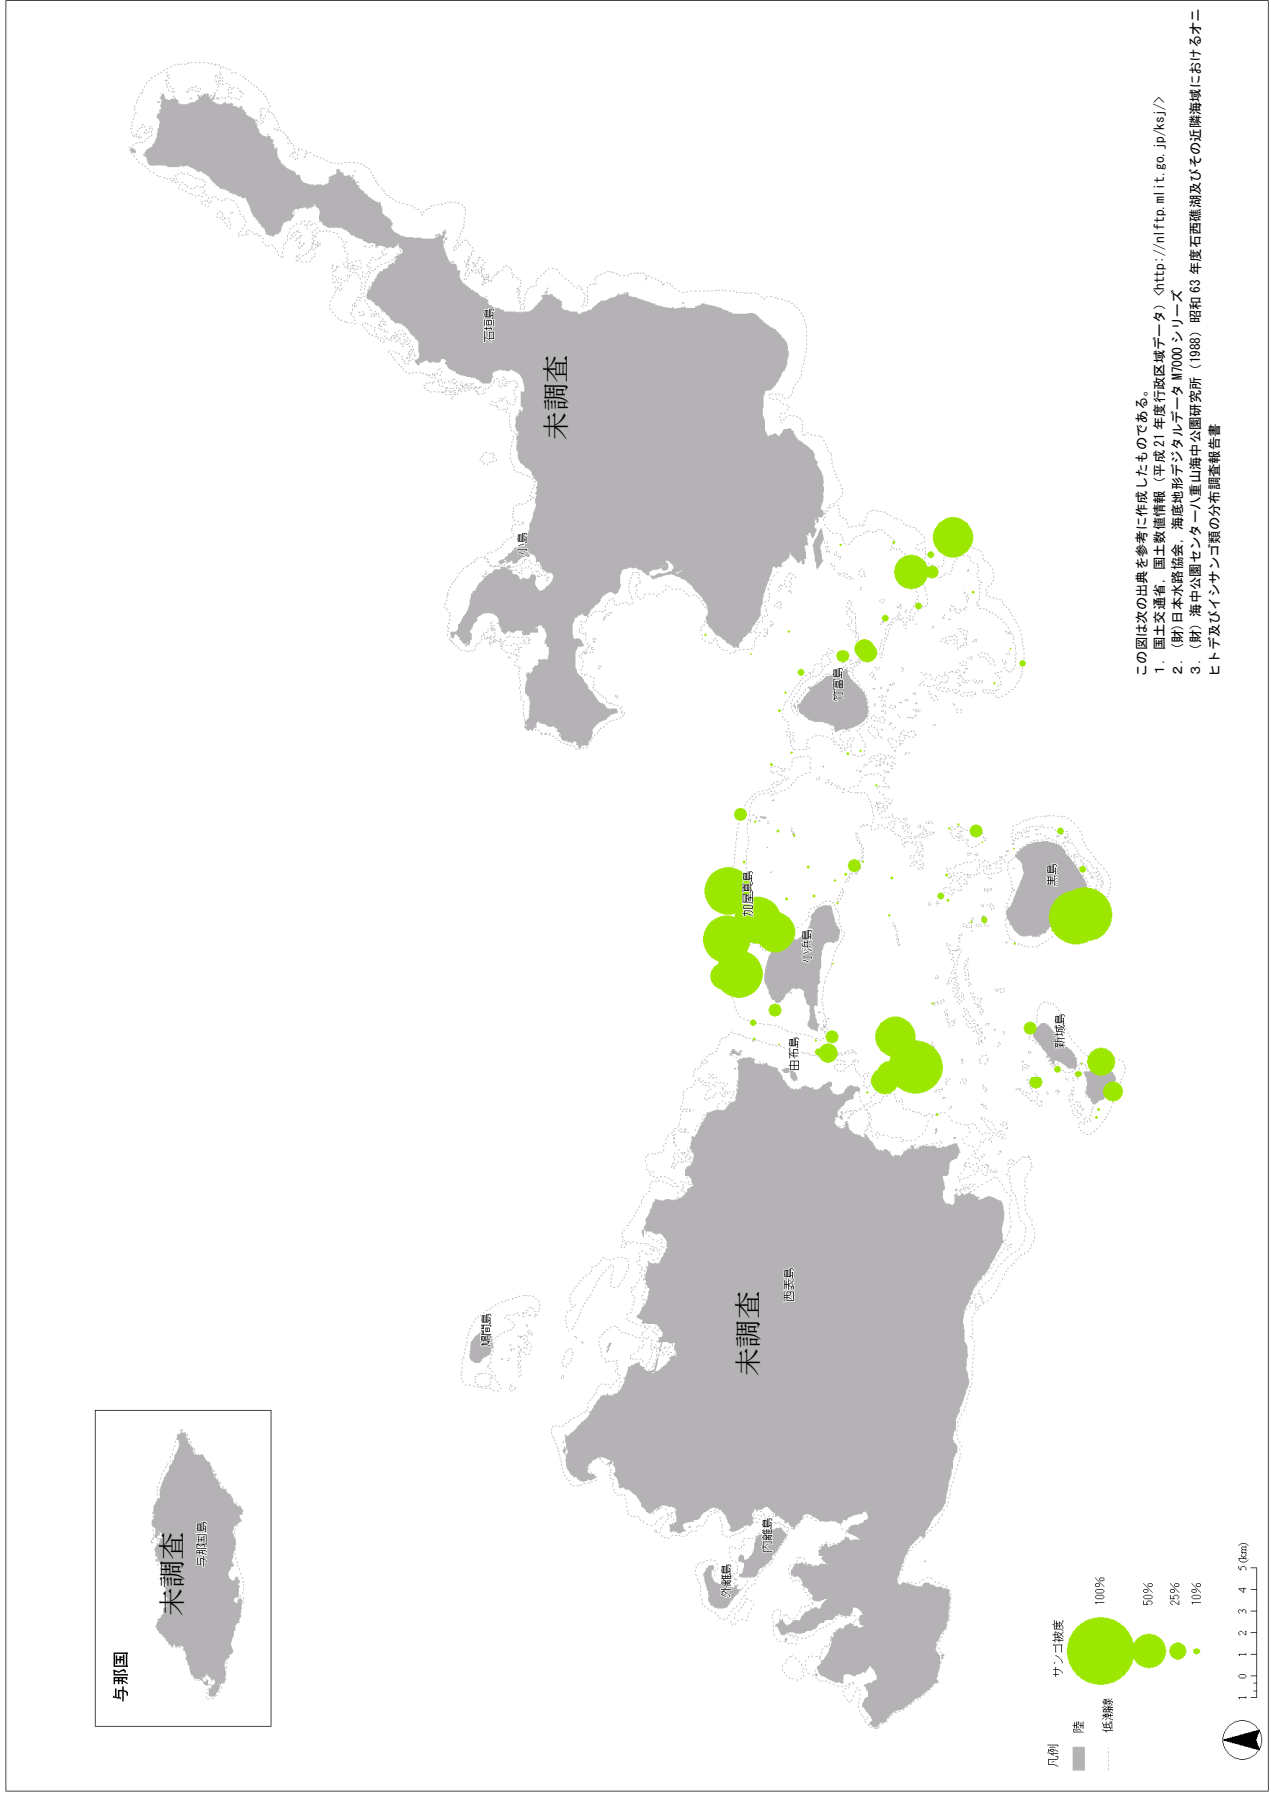 与那国
未調査
与那国島
鳩間島
外離島
内離島
未調査
西表島
由布島
小浜島
加屋真島
新城島
黒島
竹富島
小島
石垣島
未調査
凡例
陸
低潮線
サンゴ被度
100%
50%
25%
10%
1 0 1 2 3 4 5(km)
この図は次の出典を参考に作成したものである。
1. 国土交通省, 国土数値情報（平成21年度行政区域データ）<http://nlftp.mlit.go.jp/ksj/>
2. (財)日本水路協会, 海底地形デジタルデータ M7000シリーズ
3. (財) 海中公園センター八重山海中公園研究所（1988）昭和 63 年度石西礁湖及びその近隣海域におけるオニ
ヒトデ及びイシサンゴ類の分布調査報告書